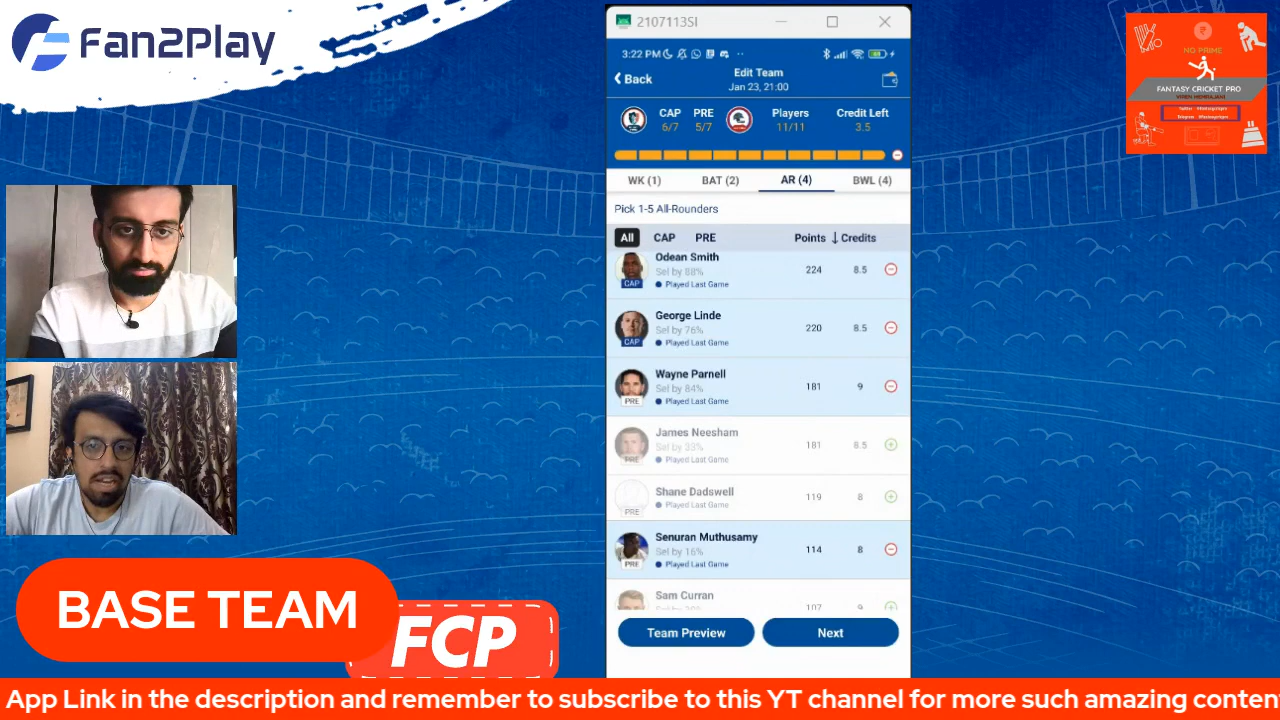 Fan2Play
2107113SI
3:22 PM
Back
Edit Team
Jan 23, 21:00
CAP
6/7
PRE
5/7
Players
11/11
Credit Left
3.5
WK (1)
BAT (2)
AR (4)
BWL (4)
Pick 1-5 All-Rounders
All
CAP
PRE
Points
Credits
Odean Smith
Sel by 88%
CAP
Played Last Game
224
8.5
George Linde
Sel by 76%
CAP
Played Last Game
220
8.5
Wayne Parnell
Sel by 84%
PRE
Played Last Game
181
9
James Neesham
Sel by 33%
PRE
Played Last Game
181
8.5
Shane Dadswell
PRE
Played Last Game
119
8
Senuran Muthusamy
Sel by 16%
PRE
Played Last Game
114
8
Sam Curran
107
9
Team Preview
Next
NO PRIME
FANTASY CRICKET PRO
BASE TEAM
FCP
App Link in the description and remember to subscribe to this YT channel for more such amazing conten